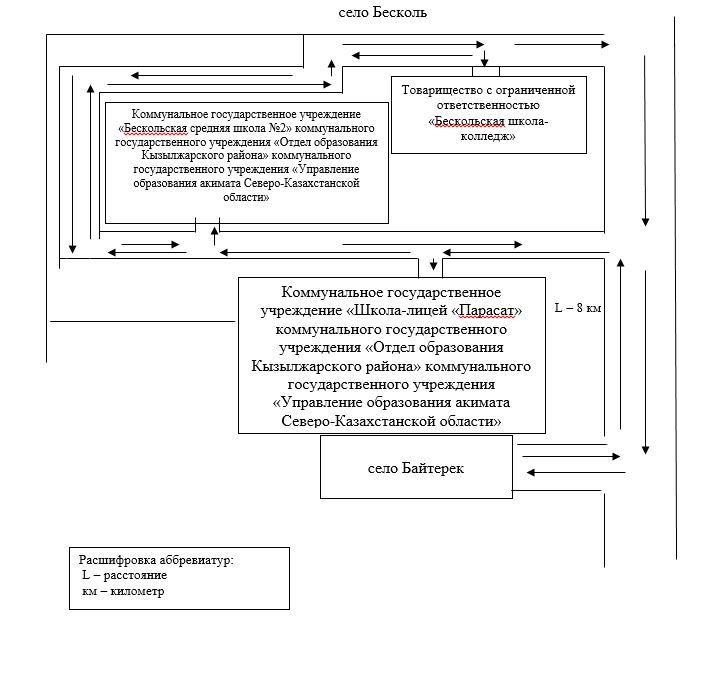 село Бесколь
Товарищество с ограниченной
ответственностью
«Бескольская школа-
колледж»
Коммунальное государственное учреждение
«Бескольская средняя школа №2» коммунального
государственного учреждения «Отдел образования
Кызылжарского района» коммунального
государственного учреждения «Управление
образования акимата Северо-Казахстанской
области»
Коммунальное государственное
учреждение «Школа-лицей «Парасат»
коммунального государственного
учреждения «Отдел образования
Кызылжарского района» коммунального
государственного учреждения
«Управление образования акимата
Северо-Казахстанской области»
L – 8 км
село Байтерек
Расшифровка аббревиатур:
L – расстояние
км – километр